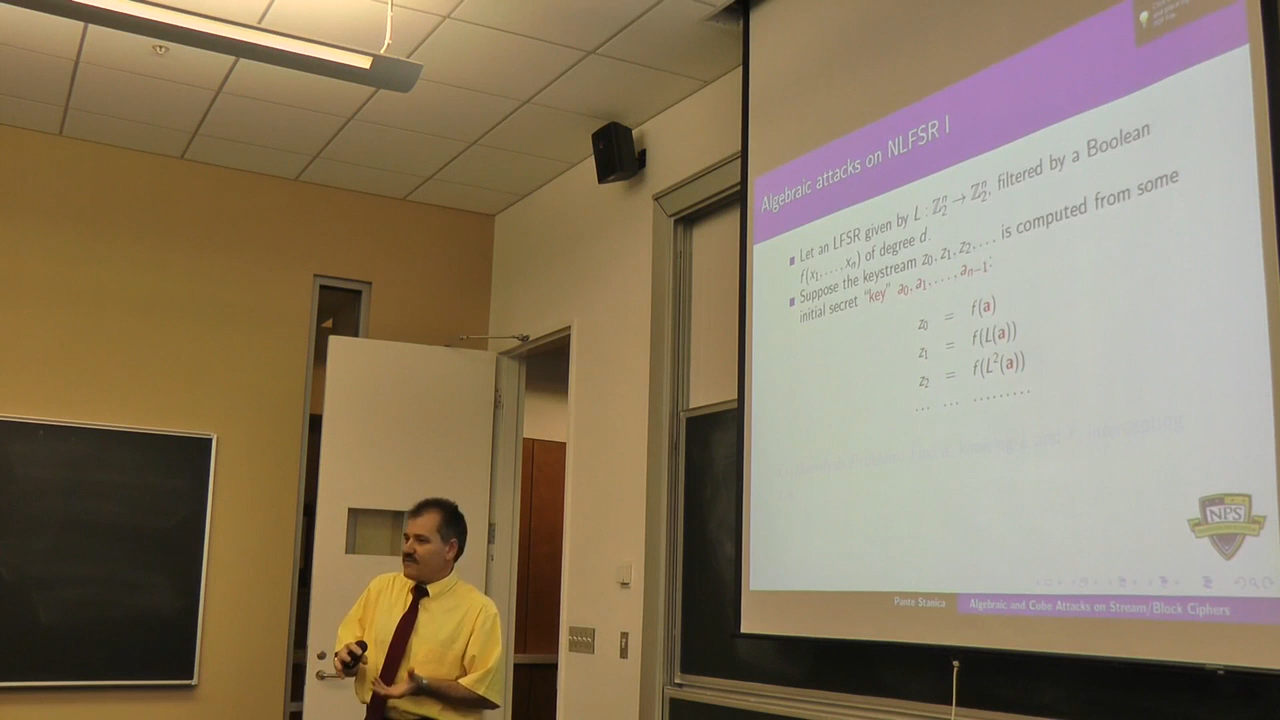 Algebraic attacks on NLFSR I
Let an LFSR given by L : ℤ₂ⁿ → ℤ₂ⁿ, filtered by a Boolean
f(x₁, . . . , xₙ) of degree d.
Suppose the keystream z₀, z₁, z₂, . . . is computed from some
initial secret "key" a₀, a₁, . . . , aₙ₋₁:
z₀ = f(a)
z₁ = f(L(a))
z₂ = f(L²(a))
... ... .........
NPS
Pante Stanica Algebraic and Cube Attacks on Stream/Block Ciphers